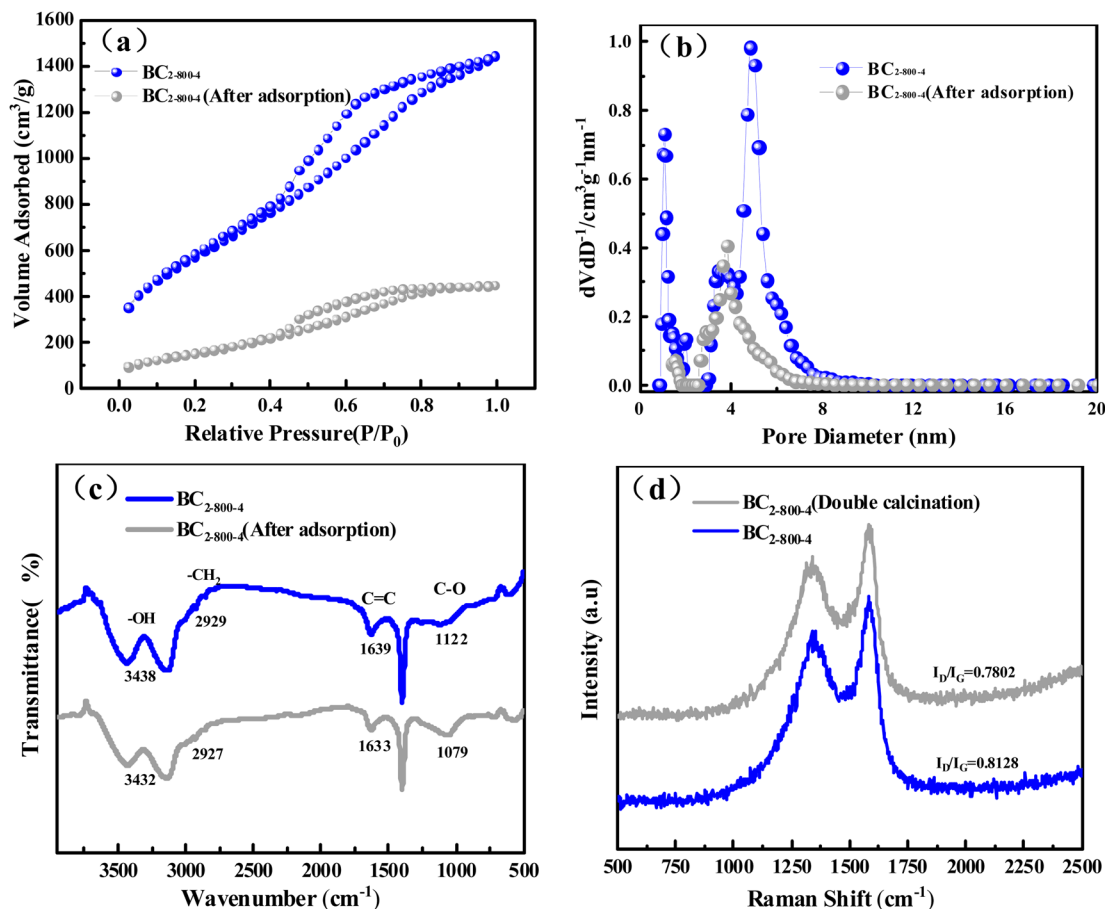 (a)
BC2-800-4
BC2-800-4 (After adsorption)
Volume Adsorbed (cm³/g)
1600
1400
1200
1000
800
600
400
200
0
0.0 0.2 0.4 0.6 0.8 1.0
Relative Pressure(P/P0)
(b)
BC2-800-4
BC2-800-4(After adsorption)
dVdD-1/cm3g-1nm-1
1.0
0.8
0.6
0.4
0.2
0.0
0 4 8 12 16 20
Pore Diameter (nm)
(c)
BC2-800-4
BC2-800-4(After adsorption)
Transmittance( %)
-OH
-CH2
C=C
C-O
3438
2929
1639
1122
3432
2927
1633
1079
3500 3000 2500 2000 1500 1000 500
Wavenumber (cm-1)
(d)
BC2-800-4(Double calcination)
BC2-800-4
Intensity (a.u)
ID/IG=0.7802
ID/IG=0.8128
500 750 1000 1250 1500 1750 2000 2250 2500
Raman Shift (cm-1)